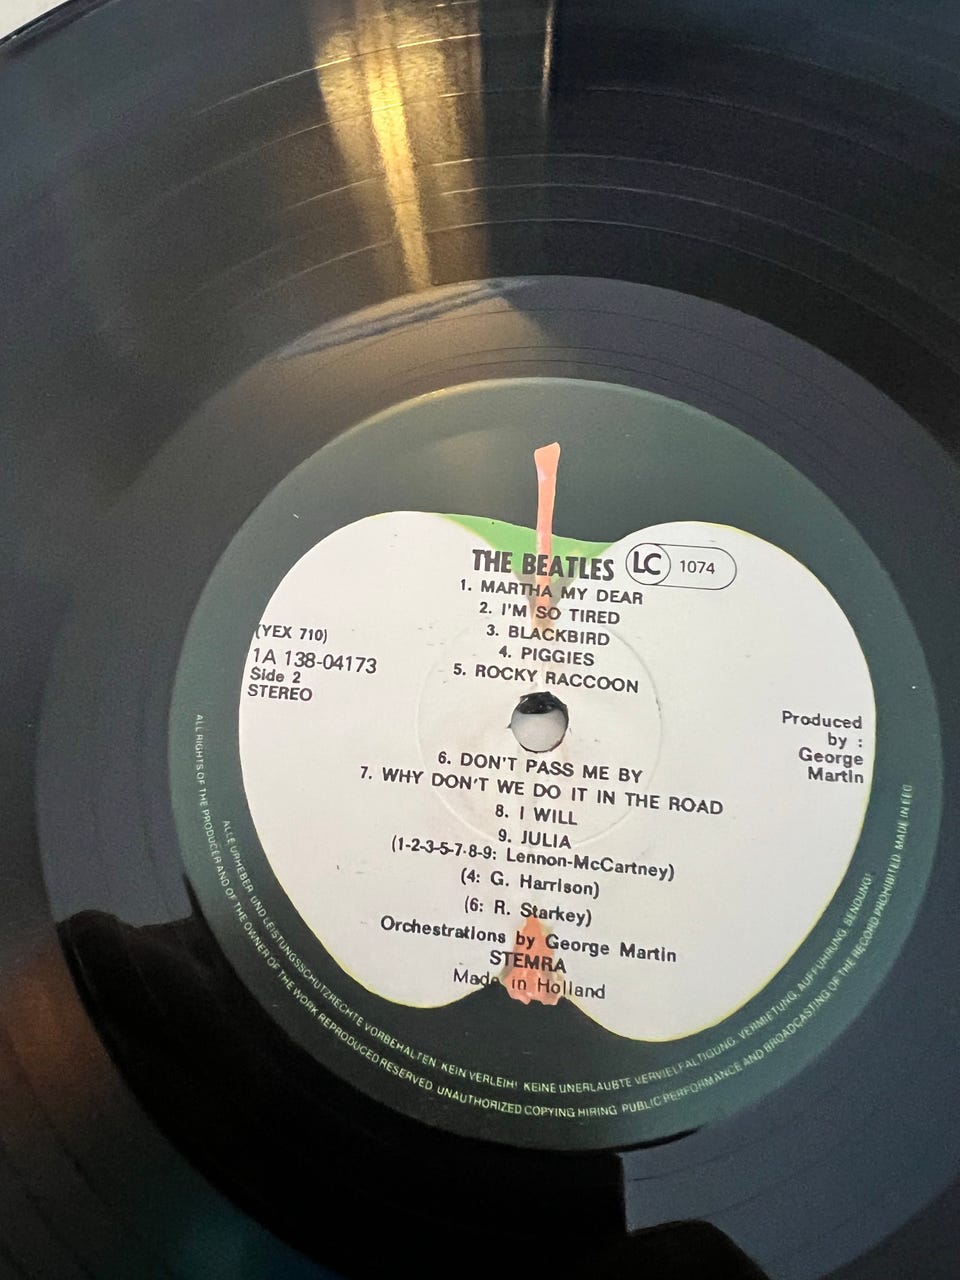 THE BEATLES
LC 1074
1. MARTHA MY DEAR
2. I'M SO TIRED
3. BLACKBIRD
4. PIGGIES
5. ROCKY RACCOON
(YEX 710)
1A 138-04173
Side 2
STEREO
Produced
by :
George
Martin
6. DON'T PASS ME BY
7. WHY DON'T WE DO IT IN THE ROAD
8. I WILL
9. JULIA
(1-2-3-5-7-8-9: Lennon-McCartney)
(4: G. Harrison)
(6: R. Starkey)
Orchestrations by George Martin
STEMRA
Made in Holland
ALLE URHEBER UND LEISTUNGSSCHUTZRECHTE VORBEHALTEN. KEIN VERLEIH! KEINE UNERLAUBTE VERVIELFÄLTIGUNG, VERMIETUNG, AUFFÜHRUNG, SENDUNG!
ALL RIGHTS OF THE PRODUCER AND OF THE OWNER OF THE WORK REPRODUCED RESERVED. UNAUTHORIZED COPYING HIRING PUBLIC PERFORMANCE AND BROADCASTING OF THE RECORD PROHIBITED. MADE IN EEG